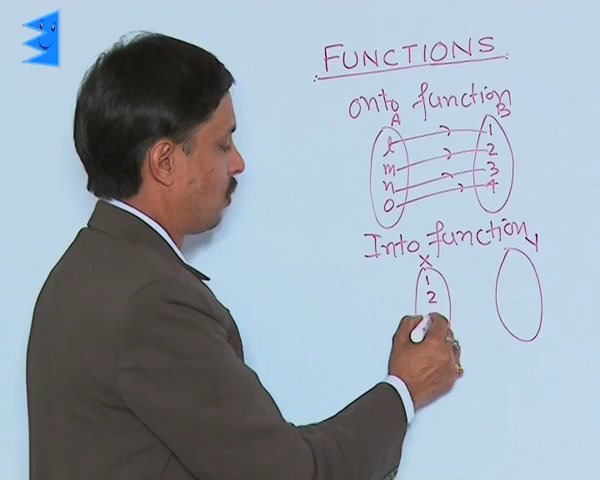 FUNCTIONS
onto function
A B
l 1
m 2
n 3
o 4
Into function
X Y
1
2